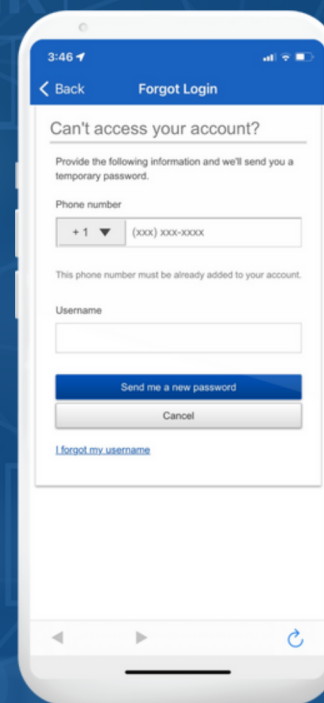 3:46
Back
Forgot Login
Can't access your account?
Provide the following information and we'll send you a
temporary password.
Phone number
+ 1 (xxx) xxx-xxxx
This phone number must be already added to your account.
Username
Send me a new password
Cancel
I forgot my username